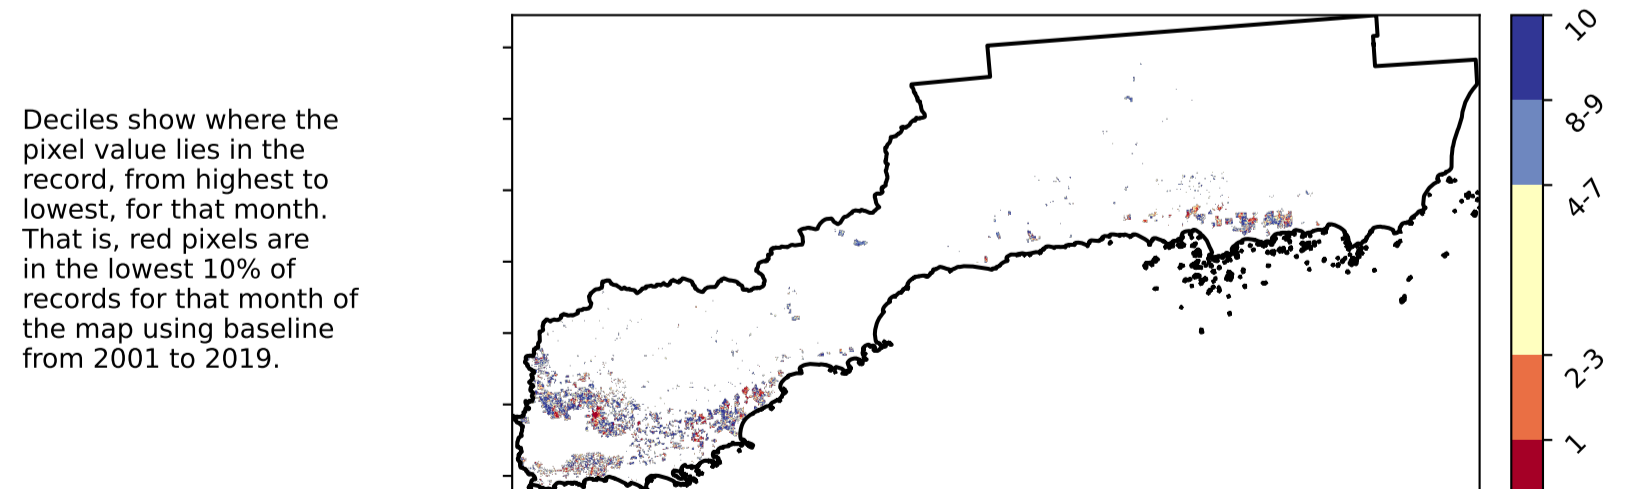 Deciles show where the
pixel value lies in the
record, from highest to
lowest, for that month.
That is, red pixels are
in the lowest 10% of
records for that month of
the map using baseline
from 2001 to 2019.
10
8-9
4-7
2-3
1